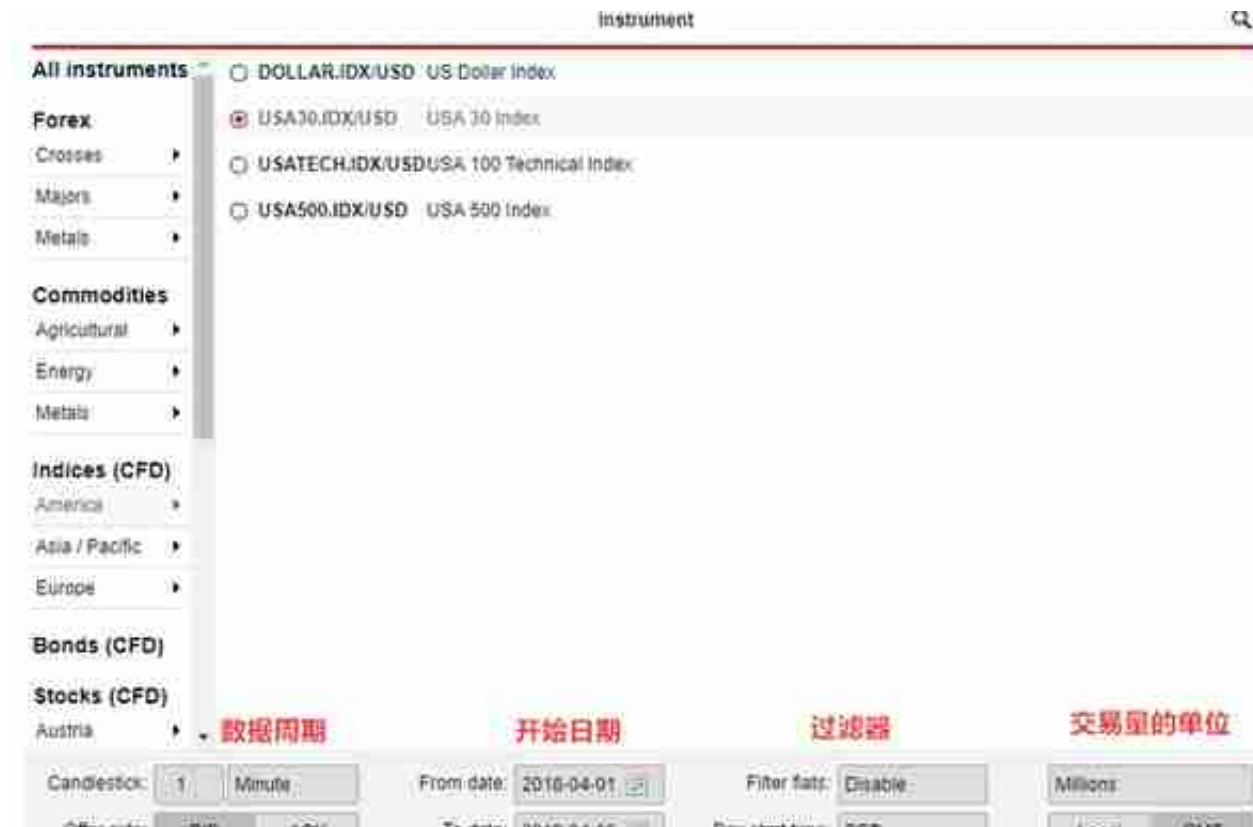 Instrument
All instruments
DOLLAR.IDX/USD US Dollar Index
Forex
USA30.IDX/USD USA 30 Index
Crosses
USATECH.IDX/USD USA 100 Technical Index
Majors
USA500.IDX/USD USA 500 Index
Metals
Commodities
Agricultural
Energy
Metals
Indices (CFD)
America
Asia / Pacific
Europe
Bonds (CFD)
Stocks (CFD)
Austria
数据周期 开始日期 过滤器 交易量的单位
Candlestick: 1 Minute From date: 2016-04-01 Filter flats: Disable Millions